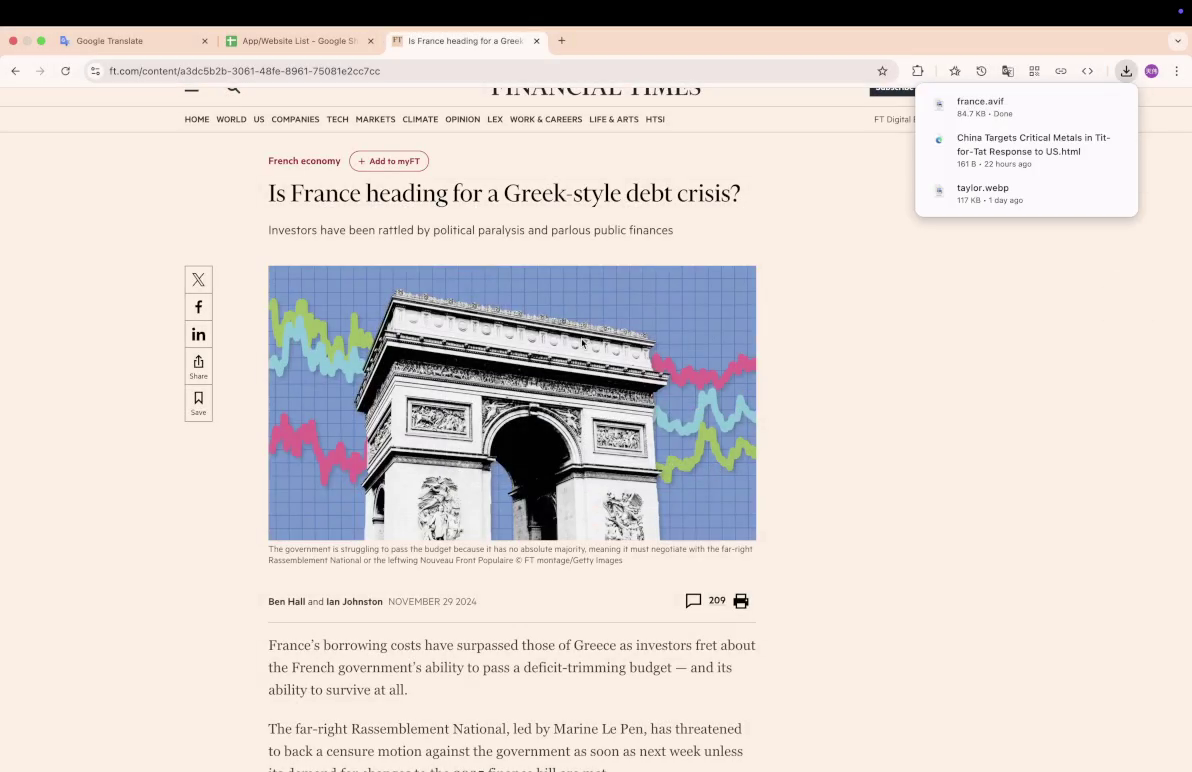 Google Translate
App/Website List - Google Sh
FT Is France heading for a Greek
ft.com/content/a3dc5b2b-3061-48fe-8961-75081e2cc7cc
FINANCIAL TIMES
Subscribe
HOME WORLD US COMPANIES TECH MARKETS CLIMATE OPINION LEX WORK & CAREERS LIFE & ARTS HTSI
FT Digital
france.avif
84.7 KB • Done
China Targets Critical Metals in Tit-
for-Tat Response to US.html
161 B • 22 hours ago
taylor.webp
117 KB • 1 day ago
French economy + Add to myFT
Is France heading for a Greek-style debt crisis?
Investors have been rattled by political paralysis and parlous public finances
Share
Save
The government is struggling to pass the budget because it has no absolute majority, meaning it must negotiate with the far-right
Rassemblement National or the leftwing Nouveau Front Populaire © FT montage/Getty Images
Ben Hall and Ian Johnston NOVEMBER 29 2024
209
France’s borrowing costs have surpassed those of Greece as investors fret about
the French government’s ability to pass a deficit-trimming budget — and its
ability to survive at all.
The far-right Rassemblement National, led by Marine Le Pen, has threatened
to back a censure motion against the government as soon as next week unless